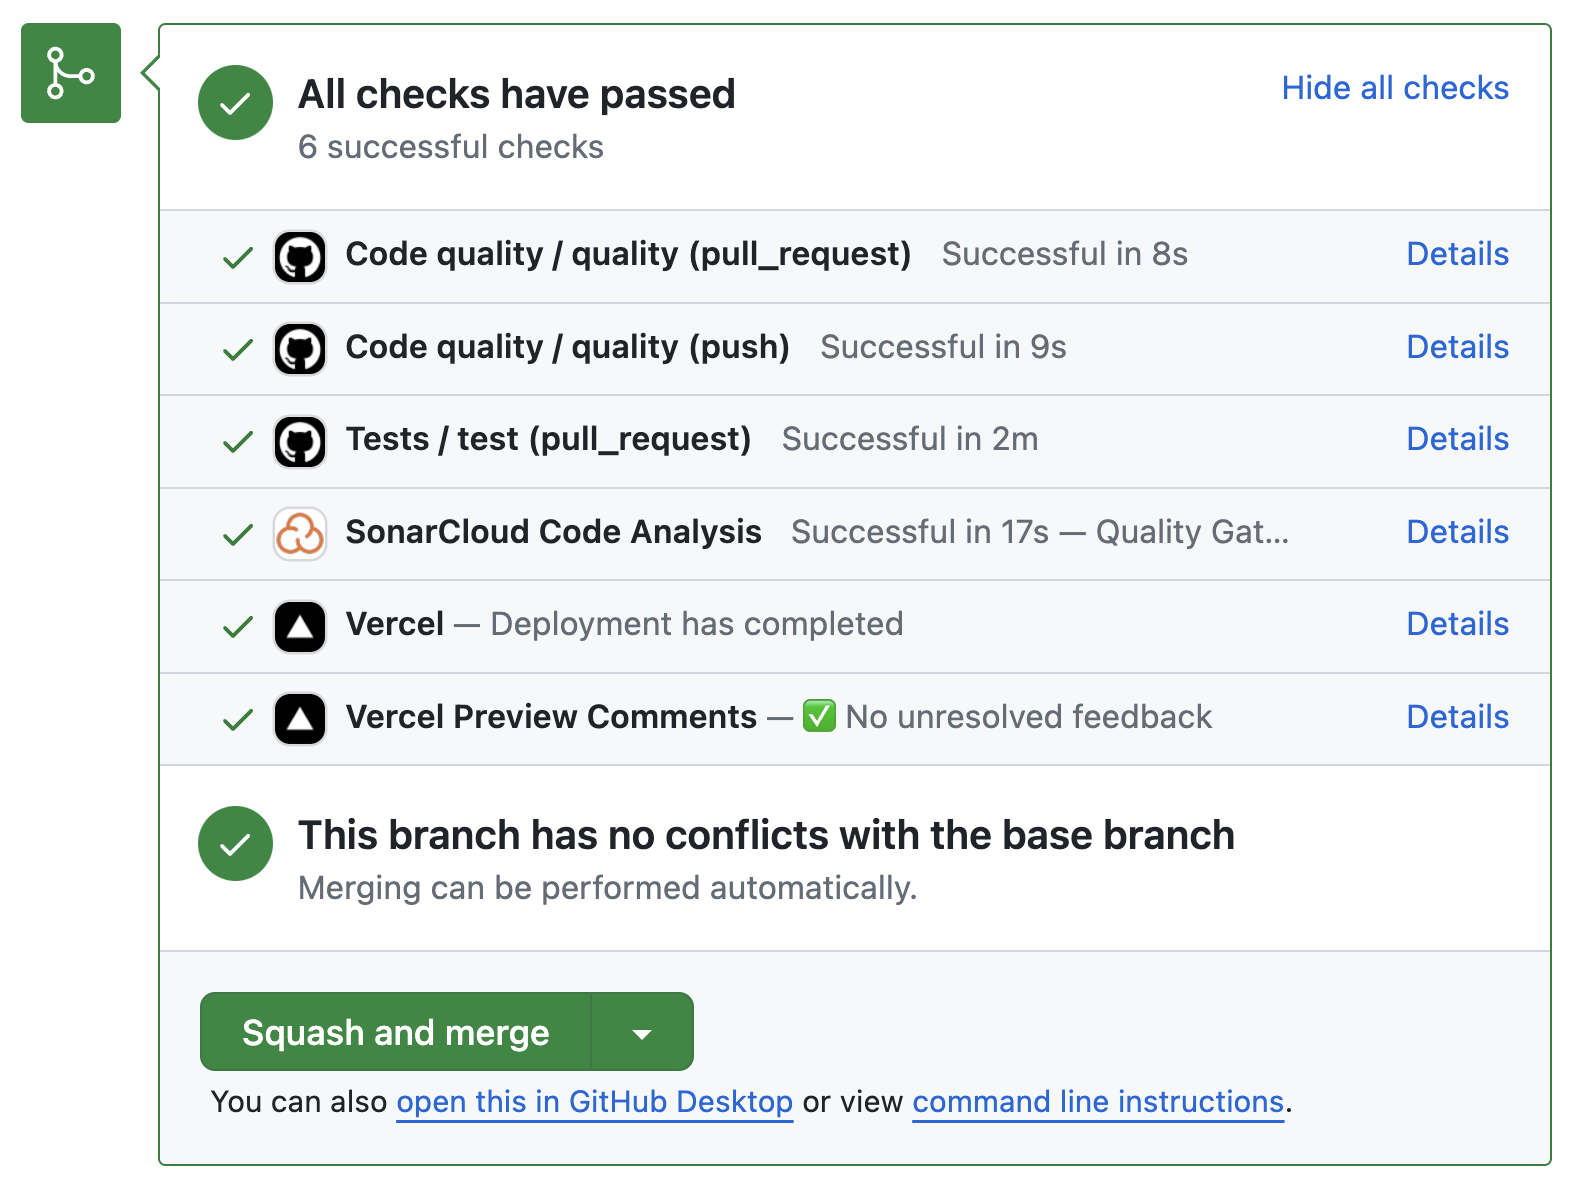 All checks have passed
Hide all checks
6 successful checks
Code quality / quality (pull_request) Successful in 8s Details
Code quality / quality (push) Successful in 9s Details
Tests / test (pull_request) Successful in 2m Details
SonarCloud Code Analysis Successful in 17s — Quality Gat... Details
Vercel — Deployment has completed Details
Vercel Preview Comments — ✅ No unresolved feedback Details
This branch has no conflicts with the base branch
Merging can be performed automatically.
Squash and merge
You can also open this in GitHub Desktop or view command line instructions.